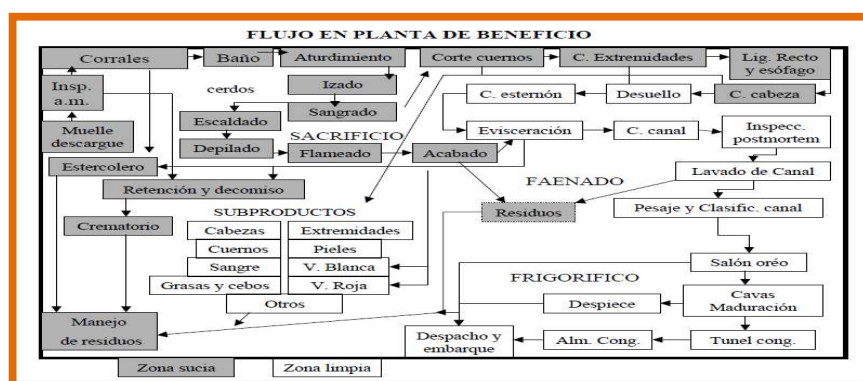 FLUJO EN PLANTA DE BENEFICIO
Corrales
Baño
Aturdimiento
Corte cuernos
C. Extremidades
Lig. Recto
y esófago
Insp.
a.m.
cerdos
Izado
C. esternón
Desuello
C. cabeza
Sangrado
Escaldado
Muelle
descargue
SACRIFICIO
Evisceración
C. canal
Inspecc.
postmortem
Depilado
Flameado
Acabado
Estercolero
Lavado de Canal
Retención y decomiso
FAENADO
Crematorio
SUBPRODUCTOS
Residuos
Pesaje y Clasific. canal
Cabezas
Extremidades
Cuernos
Pieles
Sangre
V. Blanca
Salón oréo
Grasas y cebos
V. Roja
FRIGORIFICO
Otros
Despiece
Cavas
Maduración
Manejo
de residuos
Despacho y
embarque
Alm. Cong.
Tunel cong.
Zona sucia
Zona limpia